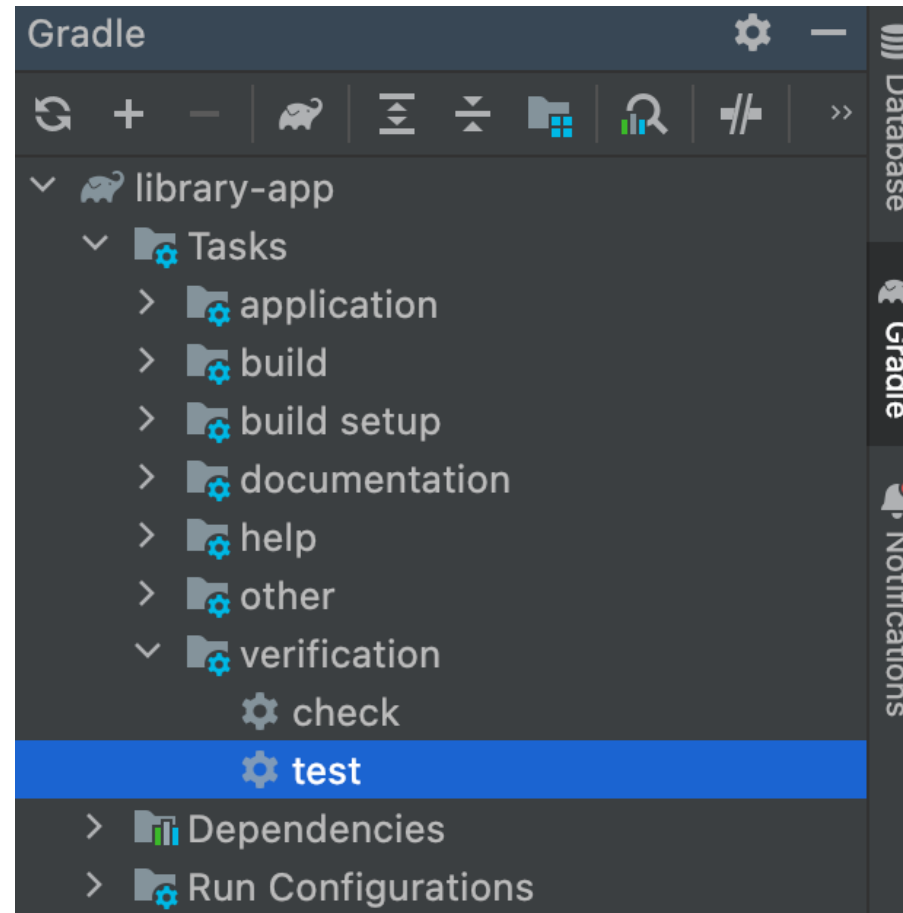 Gradle
library-app
Tasks
application
build
build setup
documentation
help
other
verification
check
test
Dependencies
Run Configurations
Database
Gradle
Notifications